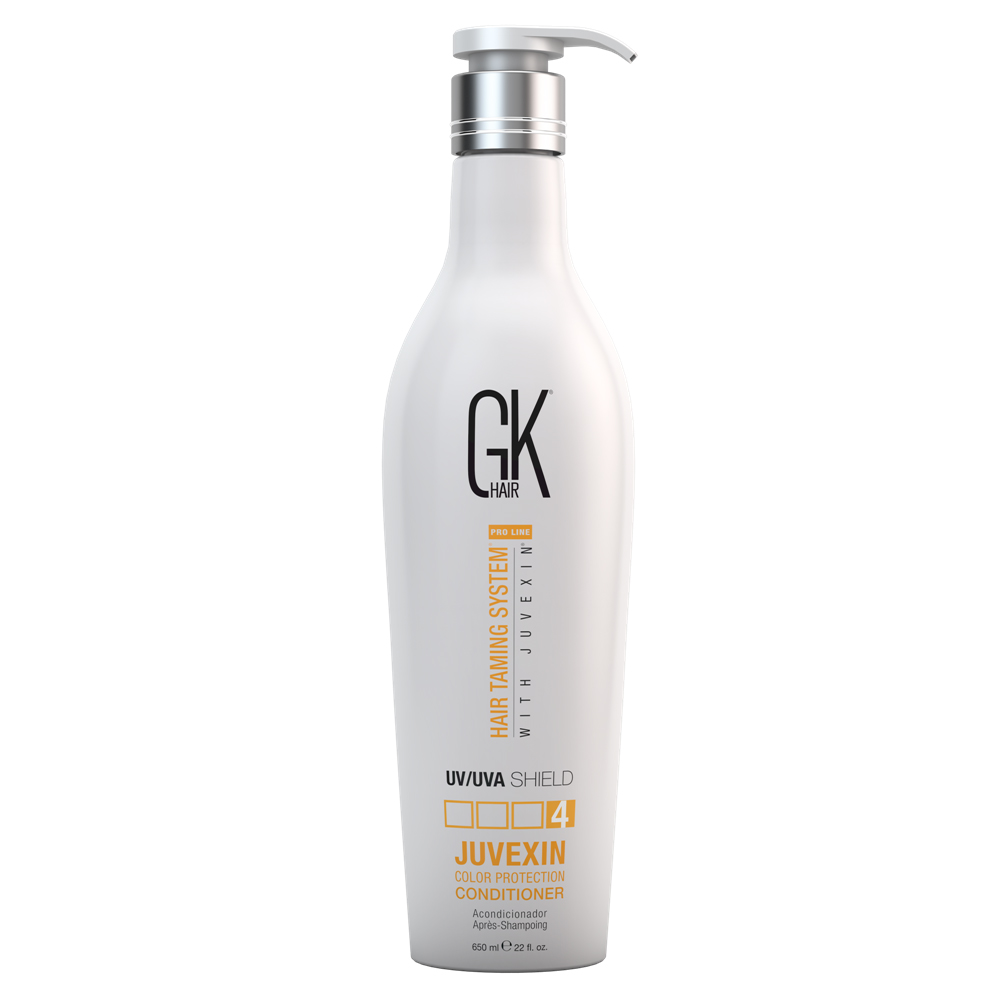 GK®
HAIR
PRO LINE
HAIR TAMING SYSTEM™
WITH JUVEXIN®
UV/UVA SHIELD
4
JUVEXIN
COLOR PROTECTION
CONDITIONER
Acondicionador
Après-Shampoing
650 ml ℮ 22 fl. oz.